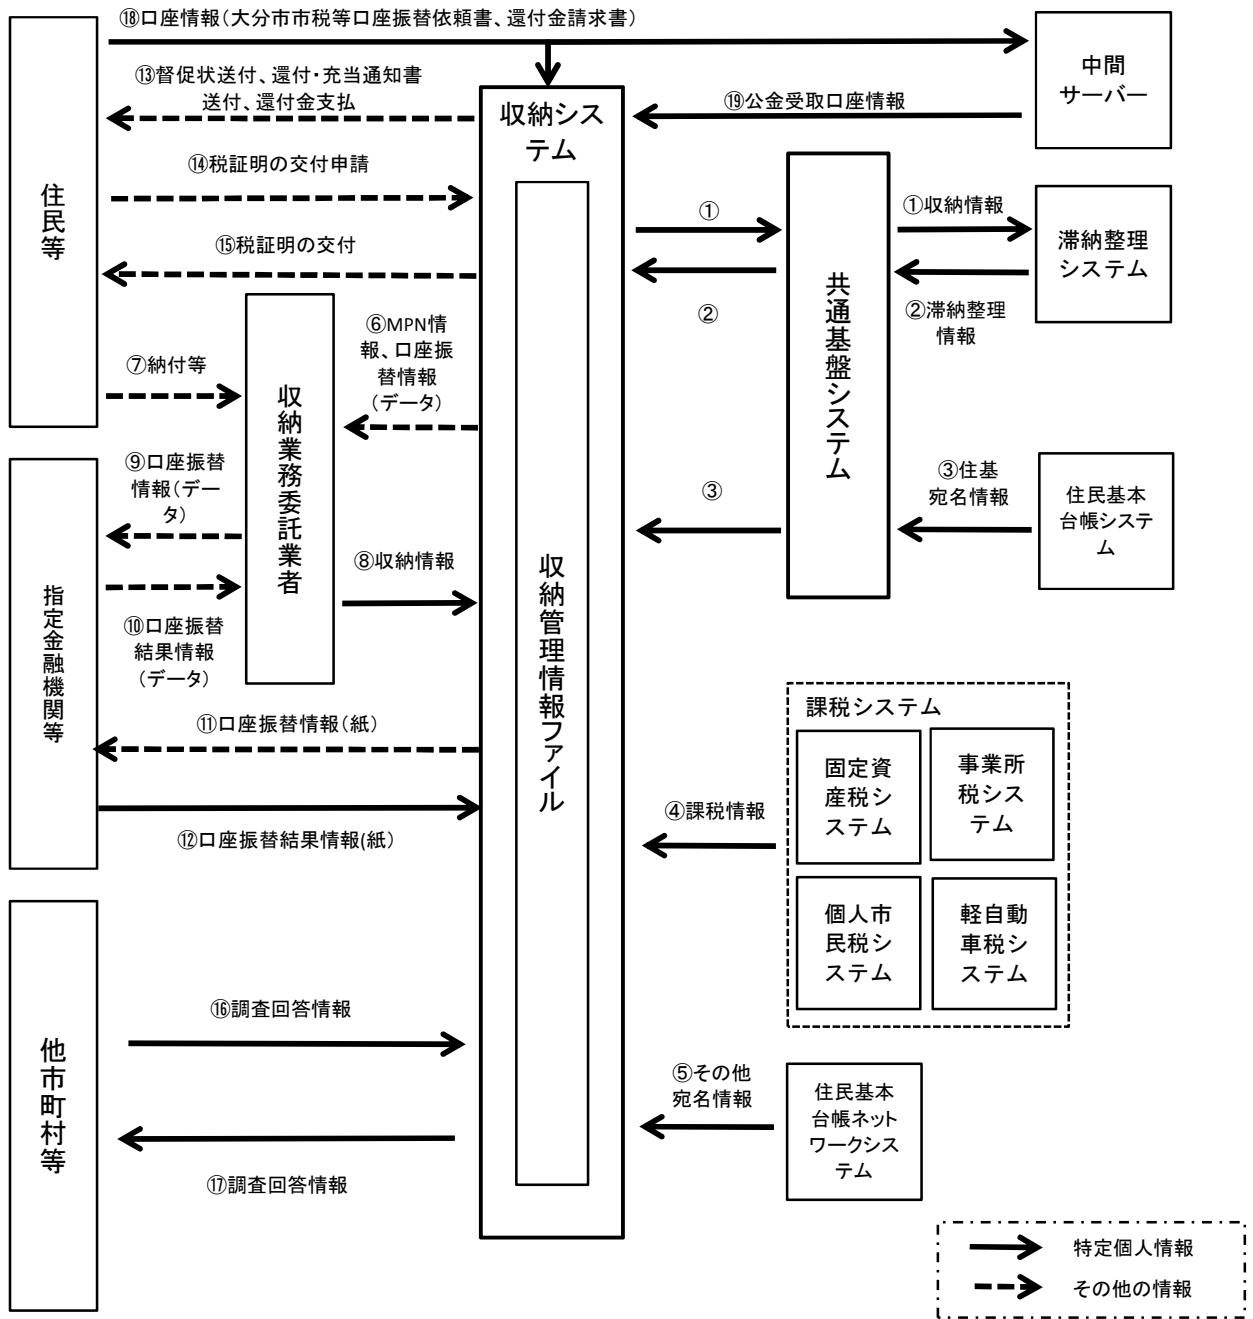 ⑱口座情報(大分市市税等口座振替依頼書、還付金請求書)
⑬督促状送付、還付・充当通知書
送付、還付金支払
⑭税証明の交付申請
⑮税証明の交付
住民等
⑦納付等
収納業務委託業者
⑥MPN情
報、口座振
替情報
(データ)
⑨口座振替
情報(デー
タ)
⑩口座振替
結果情報
(データ)
⑧収納情報
指定金融機関等
⑪口座振替情報(紙)
⑫口座振替結果情報(紙)
他市町村等
⑯調査回答情報
⑰調査回答情報
収納シス
テム
収納管理情報ファイル
⑲公金受取口座情報
中間
サーバー
①
②
③
共通基盤システム
①収納情報
②滞納整理
情報
滞納整理
システム
③住基
宛名情報
住民基本
台帳システ
ム
④課税情報
課税システム
固定資
産税シ
ステム
事業所
税シス
テム
個人市
民税シ
ステム
軽自動
車税シ
ステム
⑤その他
宛名情報
住民基本
台帳ネット
ワークシス
テム
特定個人情報
その他の情報